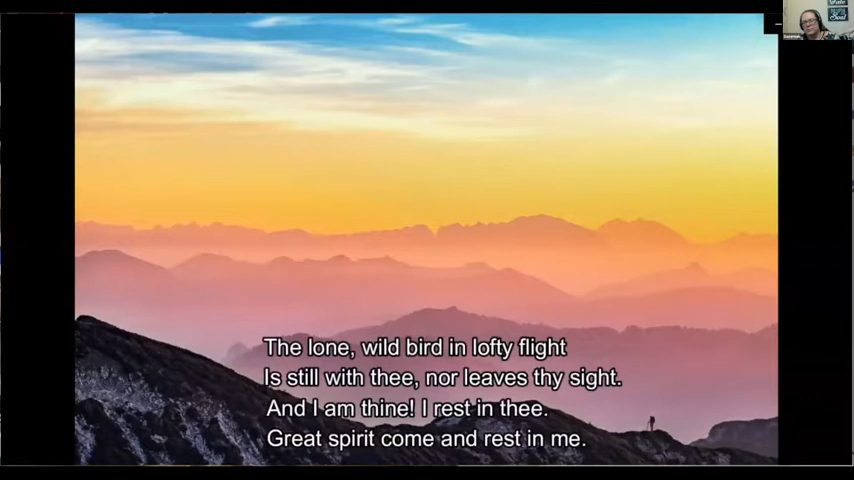 The lone, wild bird in lofty flight
Is still with thee, nor leaves thy sight.
And I am thine! I rest in thee.
Great spirit come and rest in me.